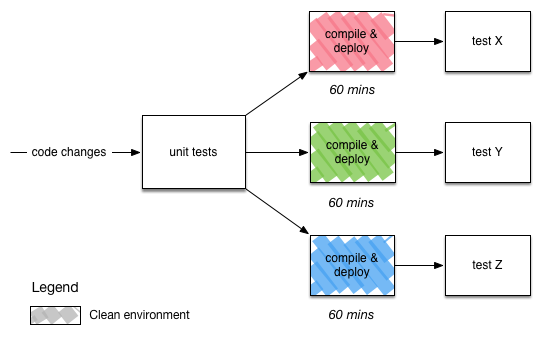 compile &
deploy
test X
60 mins
code changes
unit tests
compile &
deploy
test Y
60 mins
compile &
deploy
test Z
60 mins
Legend
Clean environment